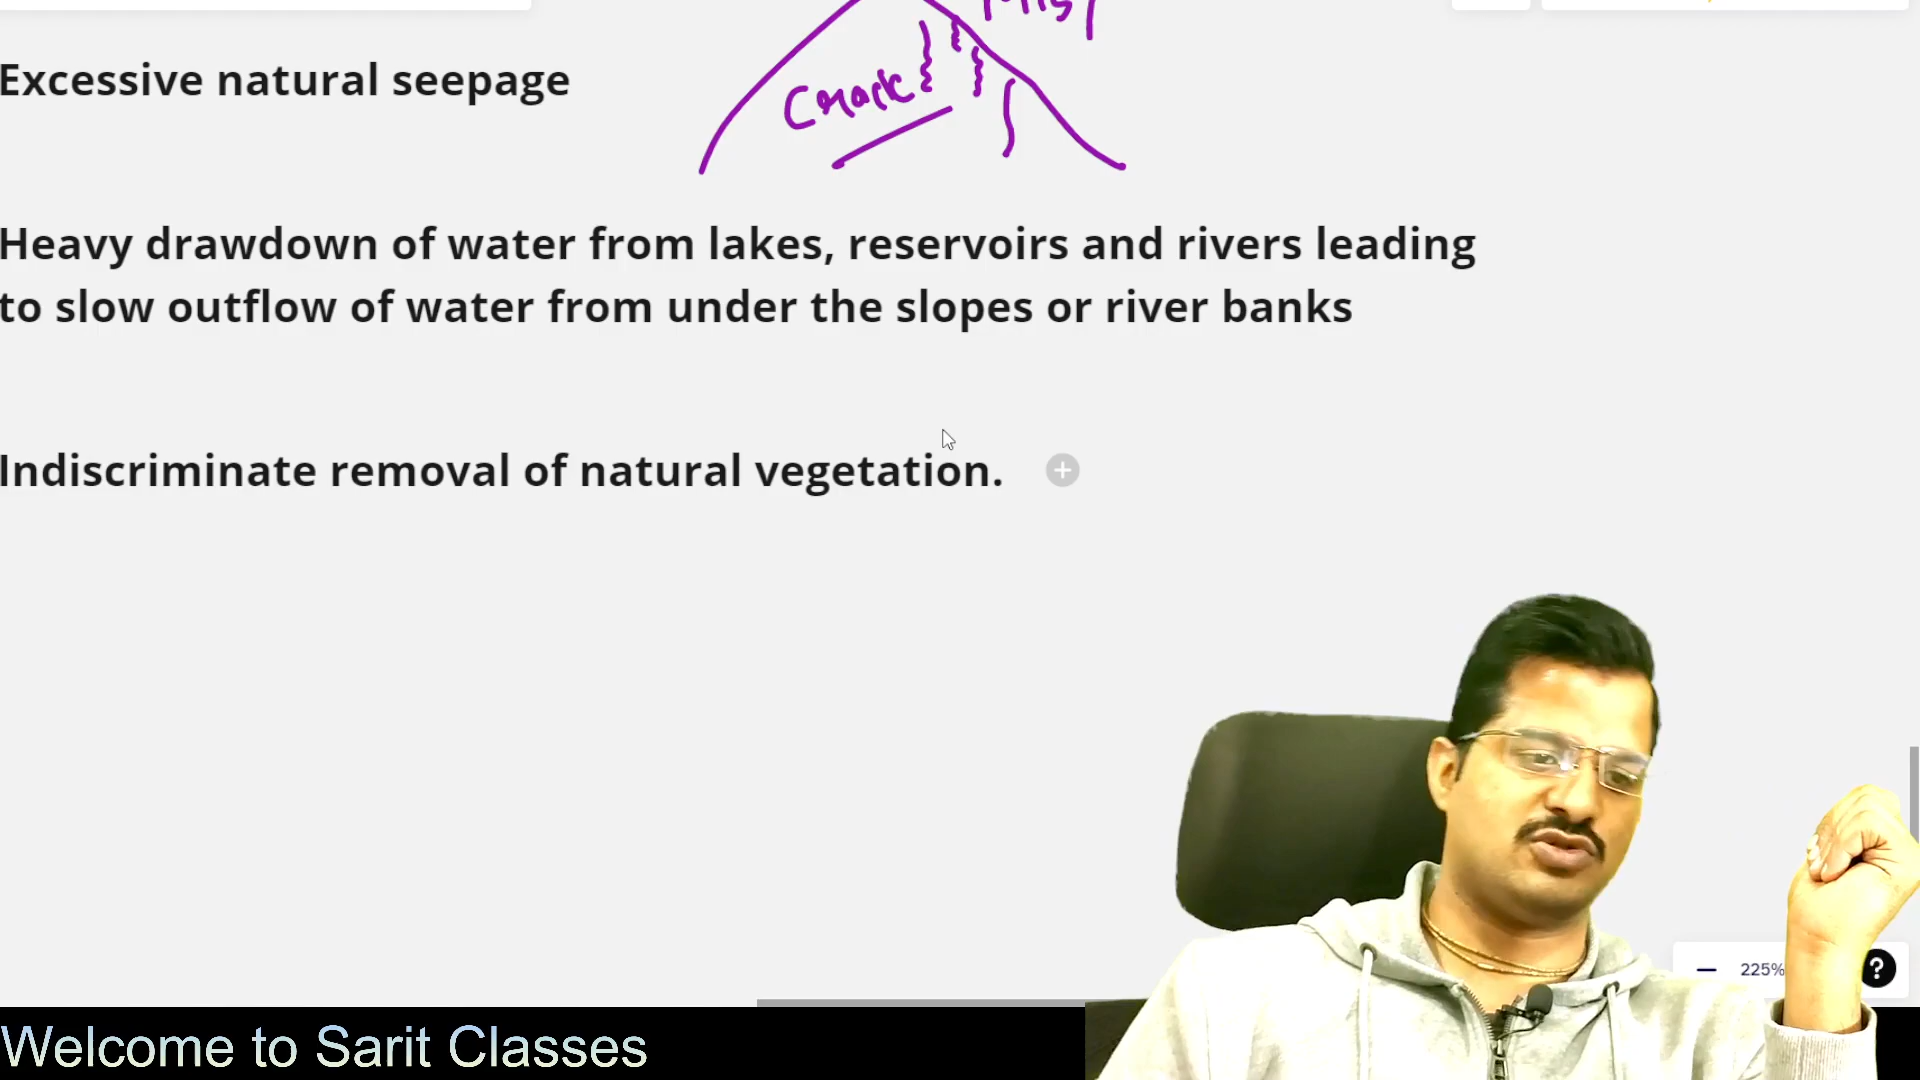 Excessive natural seepage
Crack
Heavy drawdown of water from lakes, reservoirs and rivers leading
to slow outflow of water from under the slopes or river banks
Indiscriminate removal of natural vegetation.
225%
?
Welcome to Sarit Classes